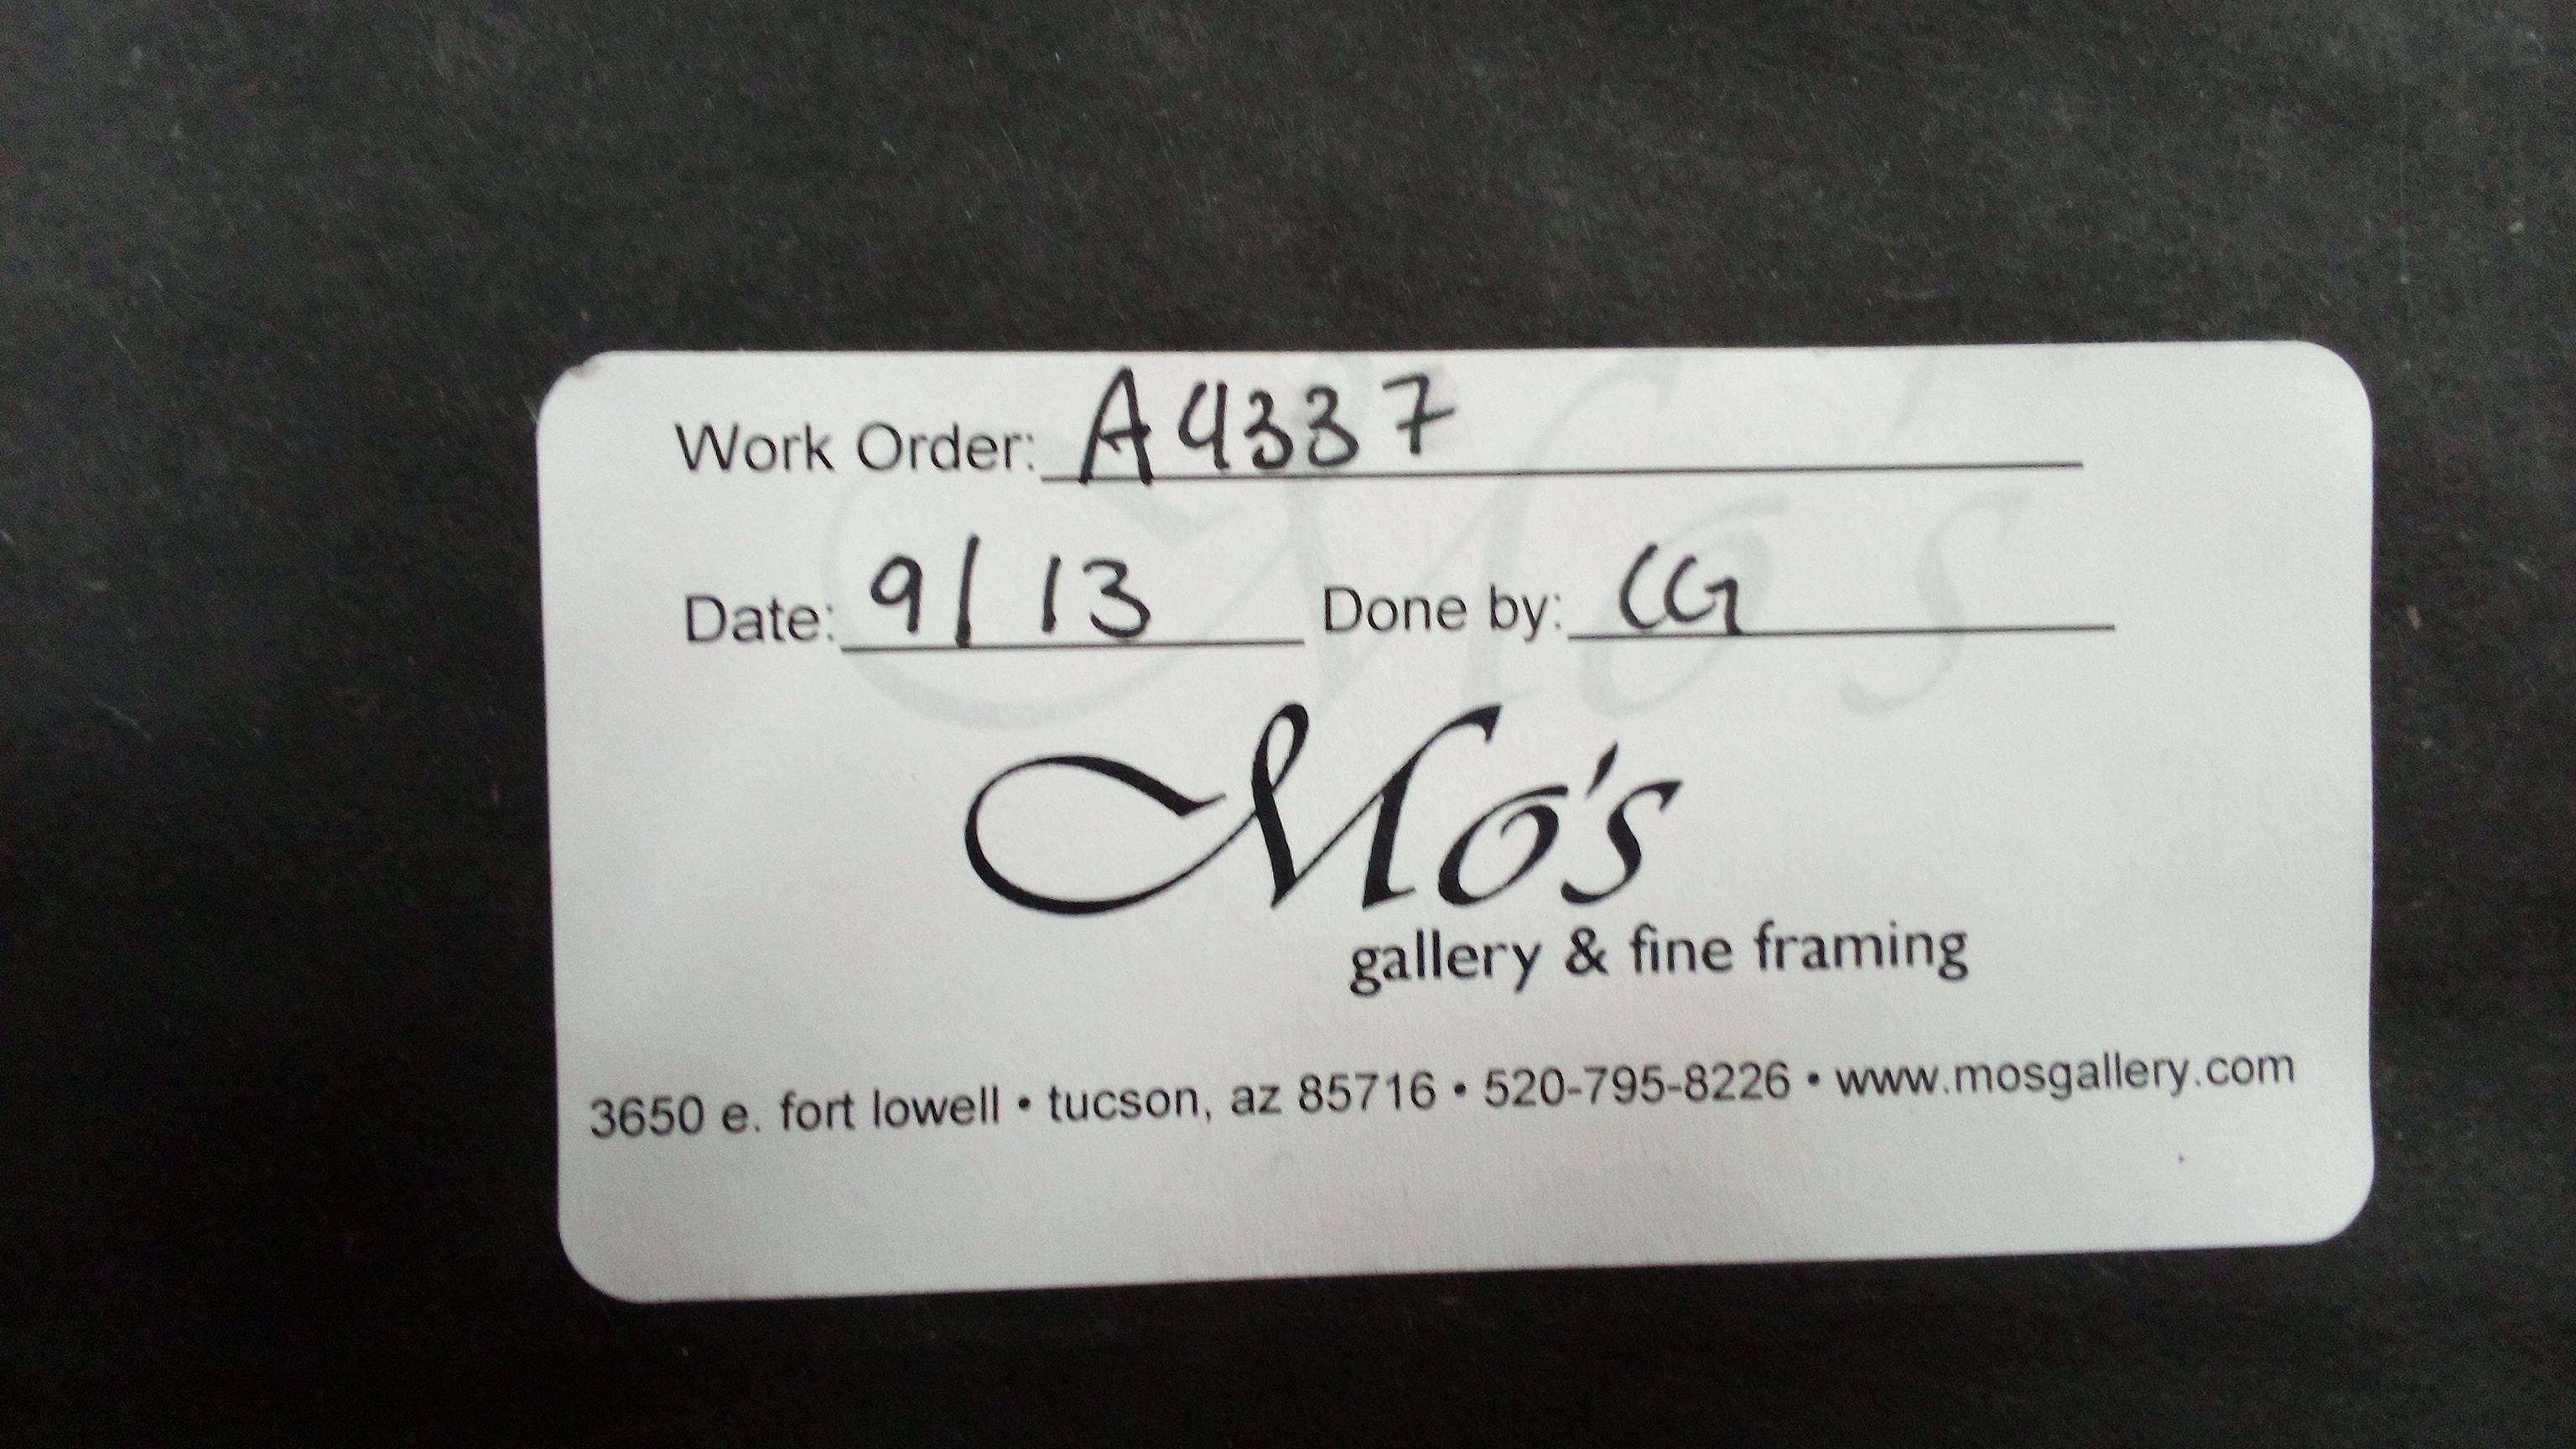 Work Order: A4337
Date: 9/13 Done by: CG
Mo's
gallery & fine framing
3650 e. fort lowell • tucson, az 85716 • 520-795-8226 • www.mosgallery.com